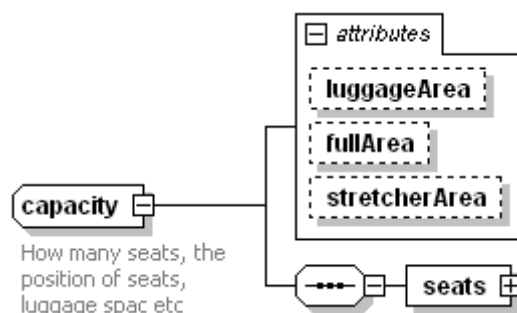 attributes
luggageArea
fullArea
stretcherArea
capacity
How many seats, the
position of seats,
luggage spac etc
seats